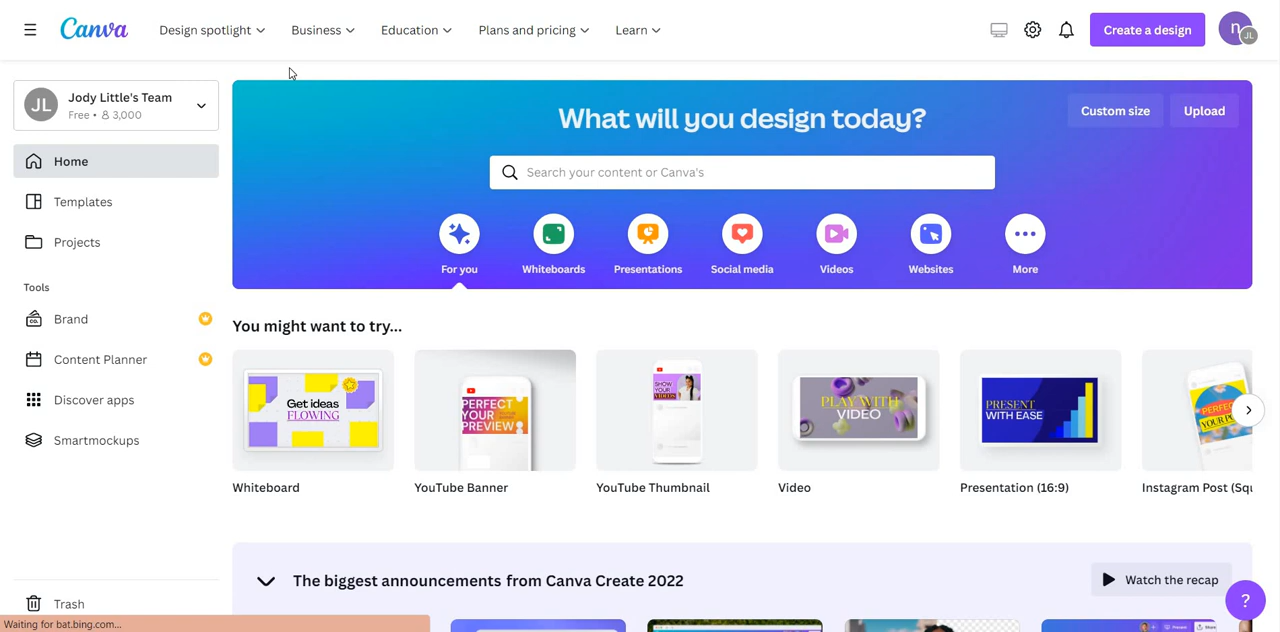 Canva
Design spotlight
Business
Education
Plans and pricing
Learn
Create a design
n
JL
JL
Jody Little's Team
Free • 3,000
Home
Templates
Projects
Tools
Brand
Content Planner
Discover apps
Smartmockups
Trash
What will you design today?
Custom size
Upload
Search your content or Canva's
For you
Whiteboards
Presentations
Social media
Videos
Websites
More
You might want to try...
Get ideas
FLOWING
PERFECT
YOUR
PREVIEW
SHOW
YOUR
VIDEOS
PLAY WITH
VIDEO
PRESENT
WITH EASE
Whiteboard
YouTube Banner
YouTube Thumbnail
Video
Presentation (16:9)
Instagram Post (Squ
The biggest announcements from Canva Create 2022
Watch the recap
?
Waiting for bat.bing.com...